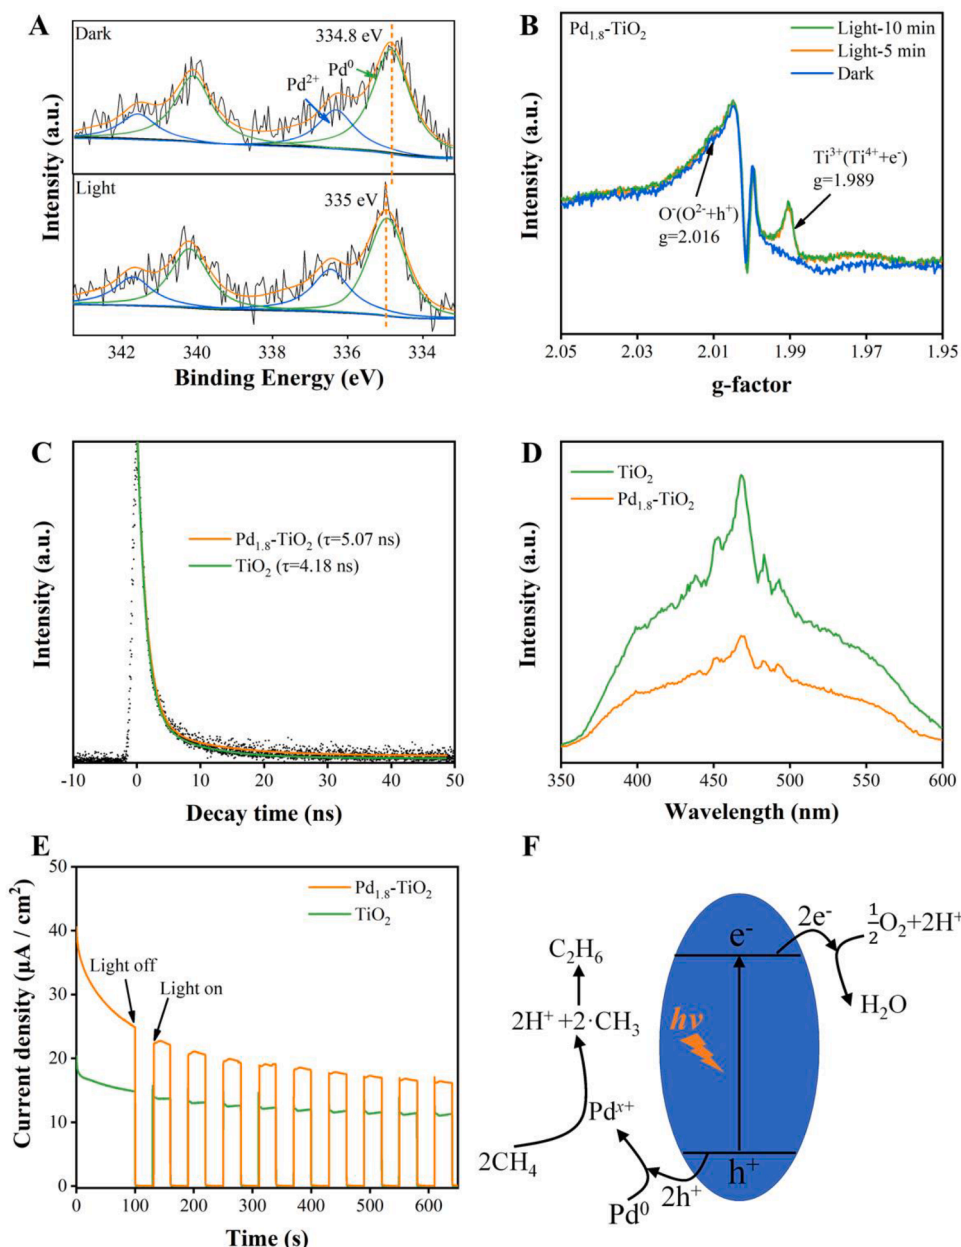 A
Dark
334.8 eV
Pd⁰
Pd²⁺
Light
335 eV
Intensity (a.u.)
342 340 338 336 334
Binding Energy (eV)
B
Pd₁.₈-TiO₂
Light-10 min
Light-5 min
Dark
Ti³⁺(Ti⁴⁺+e⁻)
g=1.989
O⁻(O²⁻+h⁺)
g=2.016
Intensity (a.u.)
2.05 2.03 2.01 1.99 1.97 1.95
g-factor
C
Pd₁.₈-TiO₂ (τ=5.07 ns)
TiO₂ (τ=4.18 ns)
Intensity (a.u.)
-10 0 10 20 30 40 50
Decay time (ns)
D
TiO₂
Pd₁.₈-TiO₂
Intensity (a.u.)
350 400 450 500 550 600
Wavelength (nm)
E
50
40
30
20
10
0
Pd₁.₈-TiO₂
TiO₂
Light off
Light on
Current density (μA / cm²)
0 100 200 300 400 500 600
Time (s)
F
C₂H₆
2H⁺ +2·CH₃
2CH₄
Pdˣ⁺
Pd⁰
2h⁺
hν
e⁻
h⁺
2e⁻
½O₂+2H⁺
H₂O